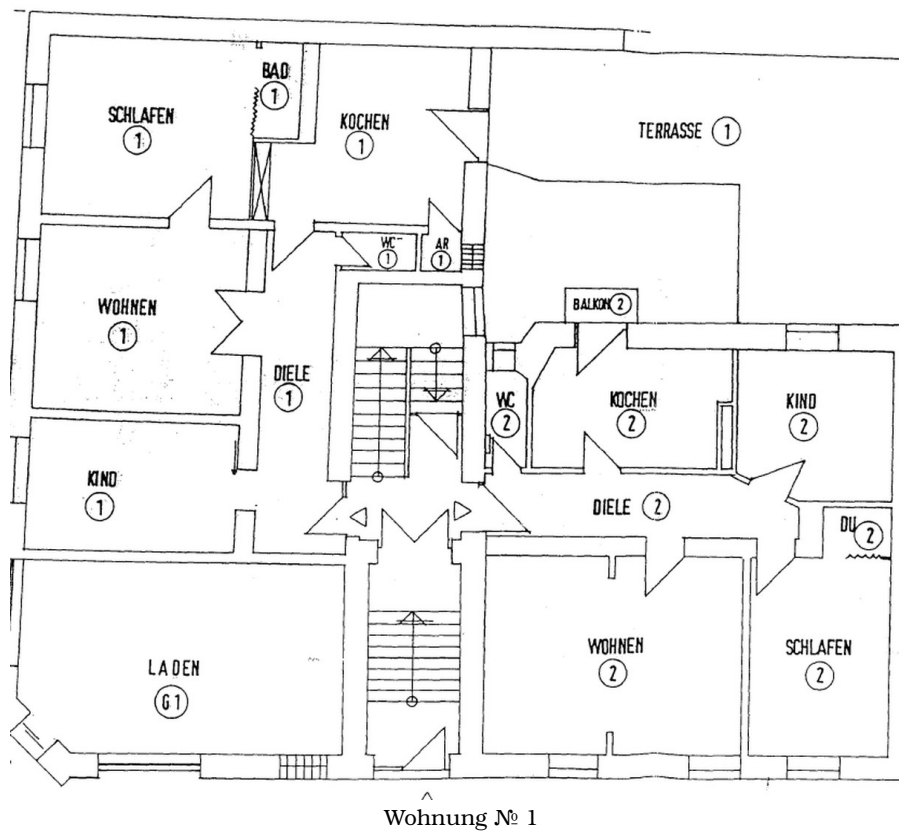 BAD
1
SCHLAFEN
1
KOCHEN
1
TERRASSE 1
WC
1
AR
1
WOHNEN
1
BALKON 2
DIELE
1
WC
2
KOCHEN
2
KIND
2
KIND
1
DIELE 2
DU
2
WOHNEN
2
SCHLAFEN
2
LADEN
G1
Wohnung № 1